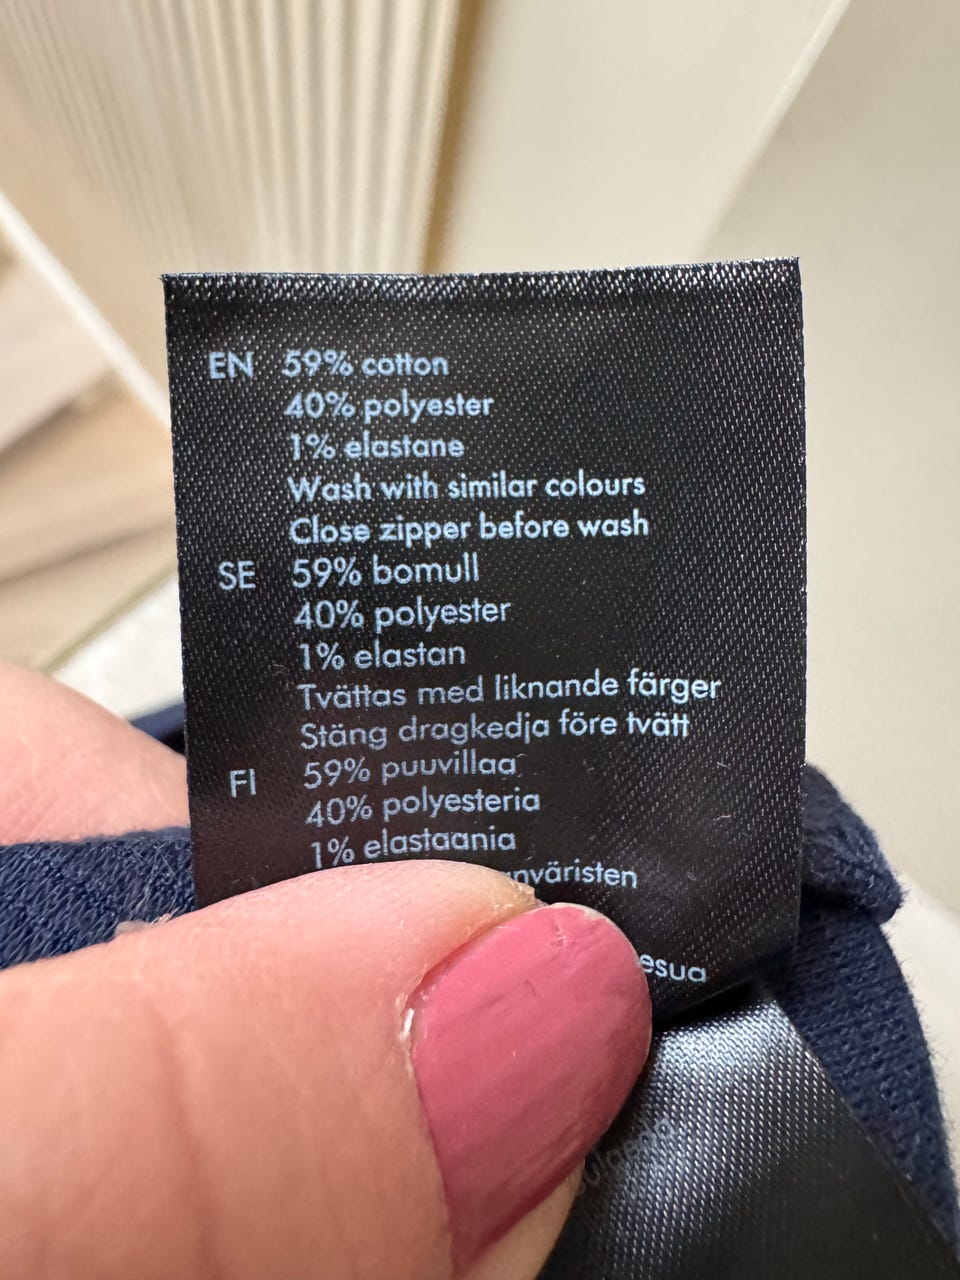 EN 59% cotton
40% polyester
1% elastane
Wash with similar colours
Close zipper before wash
SE 59% bomull
40% polyester
1% elastan
Tvättas med liknande färger
Stäng dragkedja före tvätt
FI 59% puuvillaa
40% polyesteria
1% elastaania